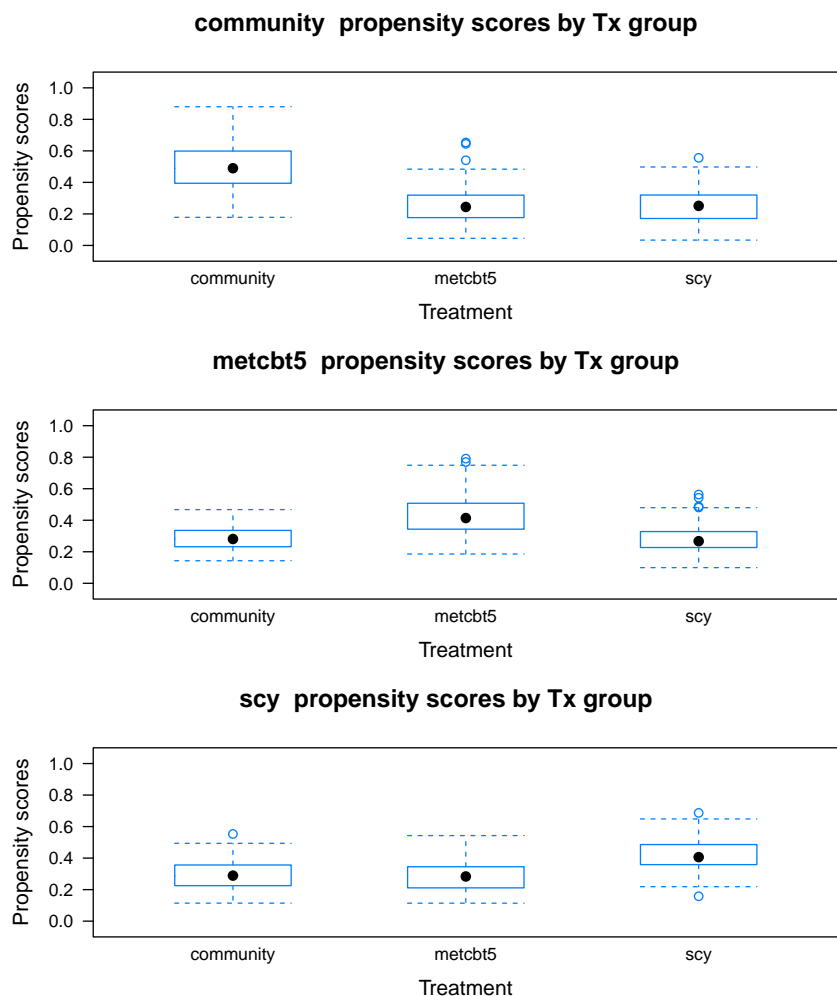 community propensity scores by Tx group
Propensity scores
1.0
0.8
0.6
0.4
0.2
0.0
community metcbt5 scy
Treatment
metcbt5 propensity scores by Tx group
Propensity scores
1.0
0.8
0.6
0.4
0.2
0.0
community metcbt5 scy
Treatment
scy propensity scores by Tx group
Propensity scores
1.0
0.8
0.6
0.4
0.2
0.0
community metcbt5 scy
Treatment